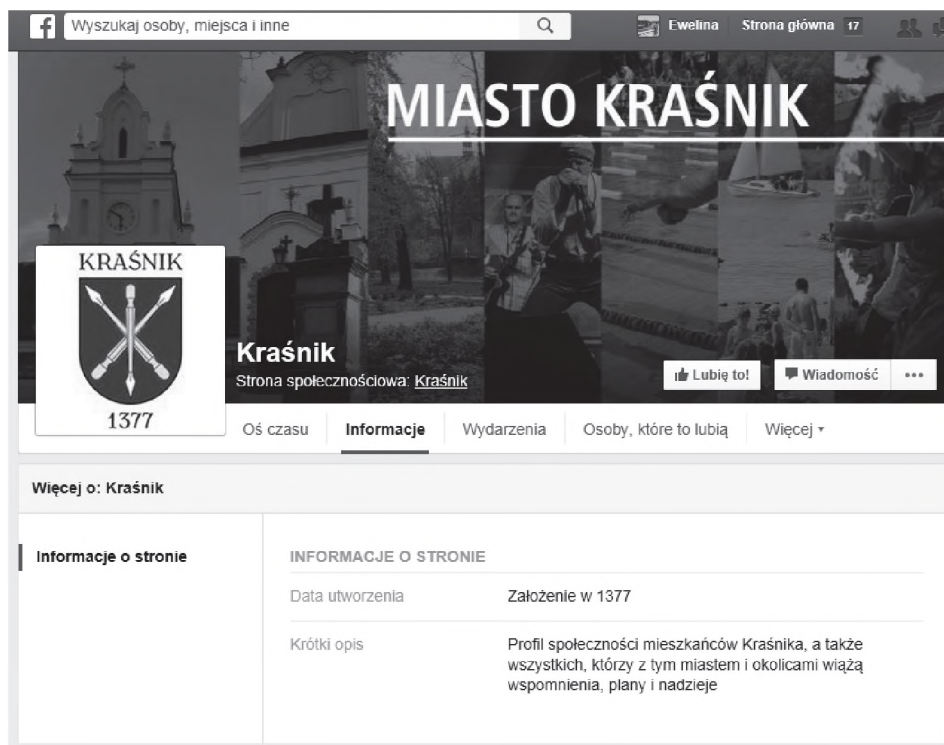 f Wyszukaj osoby, miejsca i inne Ewelina Strona główna 17
MIASTO KRAŚNIK
KRAŚNIK
1377
Kraśnik
Strona społecznościowa: Kraśnik
Lubię to! Wiadomość •••
Oś czasu Informacje Wydarzenia Osoby, które to lubią Więcej
Więcej o: Kraśnik
Informacje o stronie
INFORMACJE O STRONIE
Data utworzenia Założenie w 1377
Krótki opis Profil społeczności mieszkańców Kraśnika, a także
wszystkich, którzy z tym miastem i okolicami wiążą
wspomnienia, plany i nadzieje